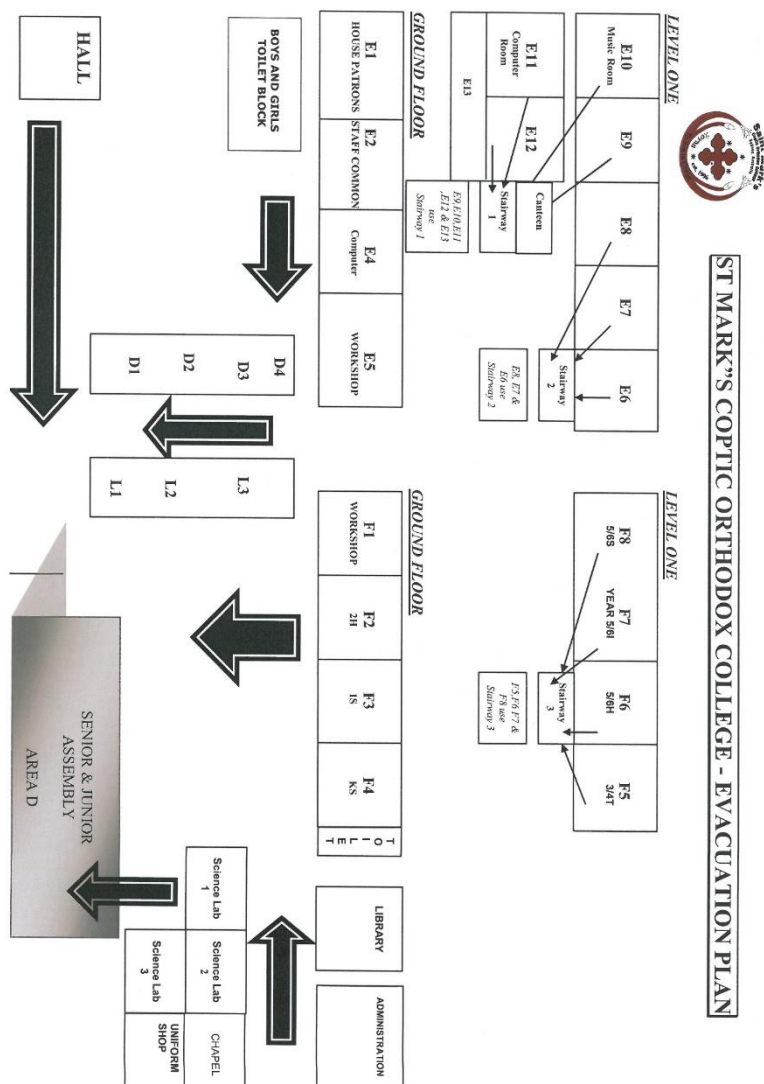 Saint Mark's
ST MARK''S COPTIC ORTHODOX COLLEGE - EVACUATION PLAN
LEVEL ONE
E10
Music Room
E9
E8
E7
E6
E11
Computer
Room
E12
E13
Canteen
Stairway
1
E9,E10,E11
,E12 & E13
use
Stairway 1
Stairway
2
E8, E7 &
E6 use
Stairway 2
LEVEL ONE
F8
5/6S
F7
YEAR 5/6I
F6
5/6H
F5
3/4T
Stairway
3
F5,F6 F7 &
F8 use
Stairway 3
GROUND FLOOR
E1
HOUSE PATRONS
E2
STAFF COMMON
E4
Computer
E5
WORKSHOP
GROUND FLOOR
F1
WORKSHOP
F2
2H
F3
1S
F4
KS
T
O
I
L
E
T
LIBRARY
ADMINISTRATION
BOYS AND GIRLS
TOILET BLOCK
D4
D3
D2
D1
L3
L2
L1
Science Lab
1
Science Lab
2
CHAPEL
Science Lab
3
UNIFORM
SHOP
HALL
SENIOR & JUNIOR
ASSEMBLY
AREA D